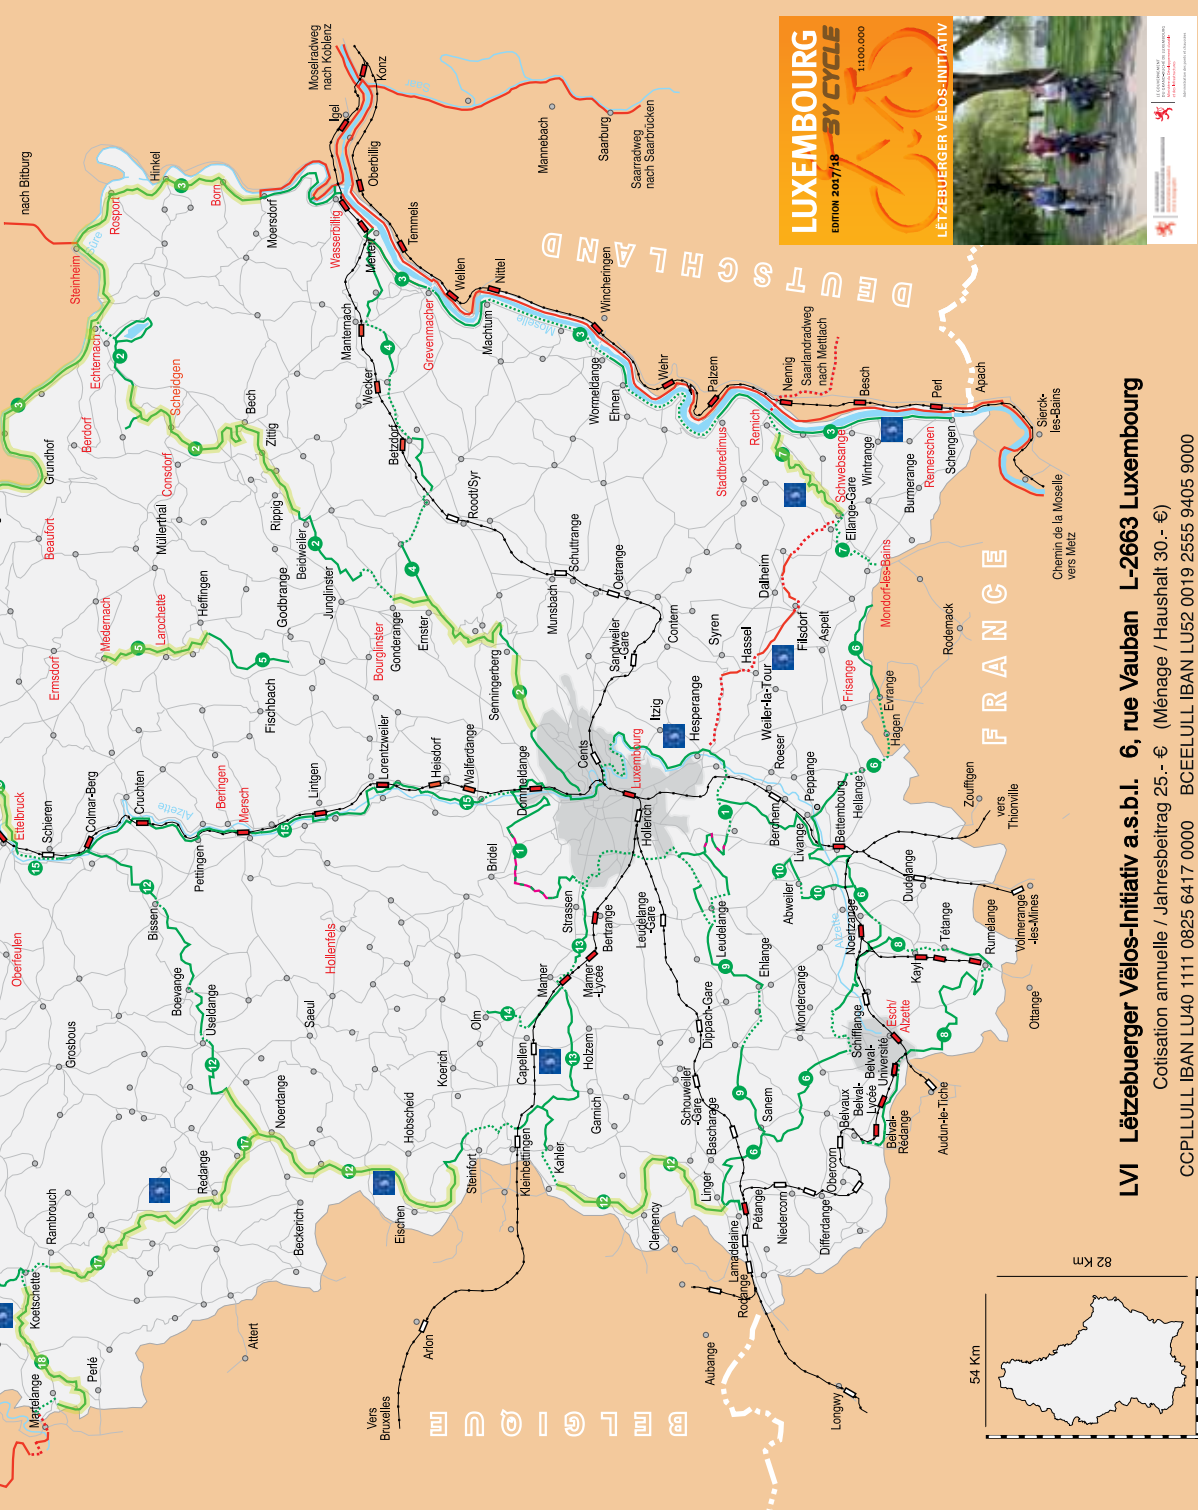 LUXEMBOURG
BY CYCLE
EDITION 2017/18
1:100.000
LËTZEBUERGER VËLOS-INITIATIV
Moselradweg
nach Koblenz
Konz
Igel
Oberbillig
Saarburg
Mannebach
Saarradweg
nach Saarbrücken
nach Bitburg
Hinkel
Rosport
Born
Moersdorf
Steinheim
Sûre
Wasserbillig
Mertert
Temmels
Wellen
Nittel
Wincheringen
DEUTSCHLAND
Echternach
Manternach
Grevenmacher
Machtum
Moselle
Wecker
Wormeldange
Ehnen
Wehr
Palzem
Nennig
Saarlandradweg
nach Mettlach
Besch
Perl
Apach
Sierck-
les-Bains
Scheidgen
Bech
Zittig
Berdorf
Grundhof
Consdorf
Betzdorf
Stadtbredimus
Remich
Schwebsange
Wintrange
Remerschen
Schengen
Burmerange
Ellange-Gare
Chemin de la Moselle
vers Metz
Beaufort
Müllerthal
Rippig
Beidweiler
Roodt/Syr
Junglinster
Godbrange
Heffingen
Larochette
Medernach
Ermsdorf
Schuttrange
Munsbach
Oetrange
Dalheim
Mondorf-les-Bains
Bourglinster
Gonderange
Ernster
Sandweiler
-Gare
Contern
Syren
Hassel
Filsdorf
Aspelt
Frisange
Rodemack
FRANCE
Fischbach
Senningerberg
Itzig
Hesperange
Weiler-la-Tour
Roeser
Hagen
Evrange
Ettelbruck
Schieren
Colmar-Berg
Cruchten
Alzette
Beringen
Mersch
Pettingen
Lintgen
Lorentzweiler
Heisdorf
Walferdange
Dommeldange
Cents
Luxembourg
Hollerich
Berchem
Livange
Peppange
Bettembourg
Hellange
Zoufftgen
vers
Thionville
Bridel
Bissen
Oberfeulen
Hollenfels
Strassen
Bertrange
Leudelange
-Gare
Leudelange
Abweiler
Noertzange
Alzette
Dudelange
Volmerange
-les-Mines
Boevange
Useldange
Saeul
Grosbous
Mamer
Mamer
-Lycée
Olm
Capellen
Holzem
Koerich
Dippach-Gare
Ehlange
Mondercange
Schifflange
Esch/
Alzette
Kayl
Tétange
Rumelange
Ottange
Noerdange
Hobscheid
Garnich
Schouweiler
-Gare
Bascharage
Sanem
Belvaux
Belval-
Lycée
Belval-
Université
Belval-
Rédange
Audun-le-Tiche
Redange
Rambrouch
Beckerich
Eischen
Steinfort
Kleinbettingen
Kahler
Clemency
Linger
Pétange
Lamadelaine
Rodange
Niedercorn
Obercorn
Differdange
Koetschette
Martelange
Perlé
Attert
Arlon
Vers
Bruxelles
BELGIQUE
Aubange
Longwy
54 Km
82 Km
LVI Lëtzebuerger Vëlos-Initiativ a.s.b.l. 6, rue Vauban L-2663 Luxembourg
Cotisation annuelle / Jahresbeitrag 25.- € (Ménage / Haushalt 30.- €)
CCPLLULL IBAN LU40 1111 0825 6417 0000 BCEELULL IBAN LU52 0019 2555 9405 9000